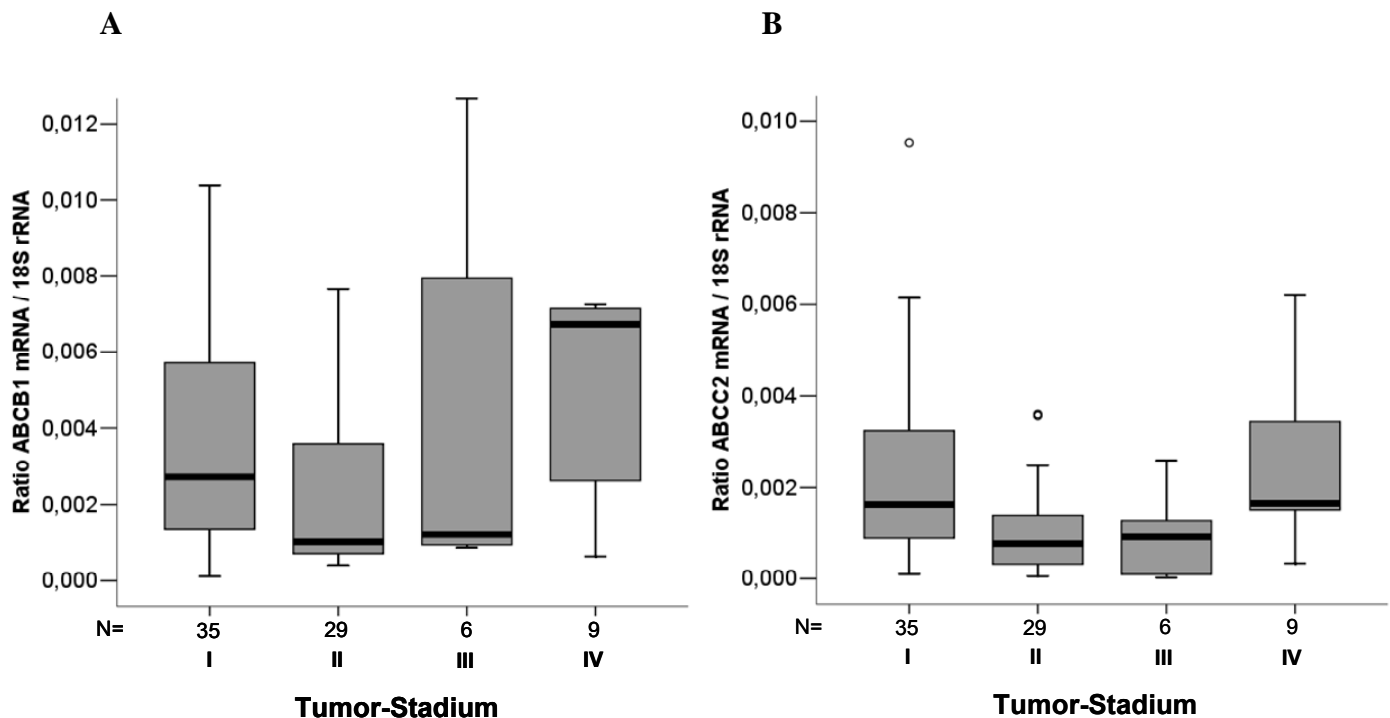 A
Ratio ABCB1 mRNA / 18S rRNA
0,012
0,010
0,008
0,006
0,004
0,002
0,000
N= 35 29 6 9
I II III IV
Tumor-Stadium
B
Ratio ABCC2 mRNA / 18S rRNA
0,010
0,008
0,006
0,004
0,002
0,000
N= 35 29 6 9
I II III IV
Tumor-Stadium